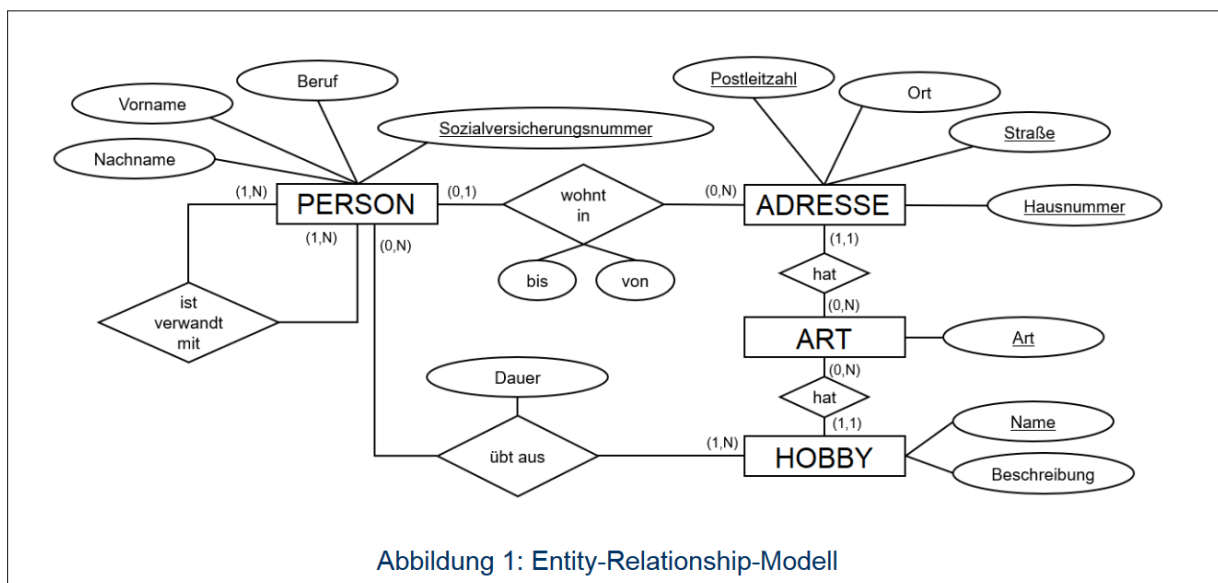 Beruf
Postleitzahl
Ort
Vorname
Sozialversicherungsnummer
Straße
Nachname
(1,N)
PERSON
(0,1)
wohnt
in
(0,N)
ADRESSE
Hausnummer
(1,N)
(0,N)
(1,1)
bis
von
hat
ist
verwandt
mit
(0,N)
ART
Art
Dauer
(0,N)
hat
Name
(1,1)
übt aus
(1,N)
HOBBY
Beschreibung
Abbildung 1: Entity-Relationship-Modell